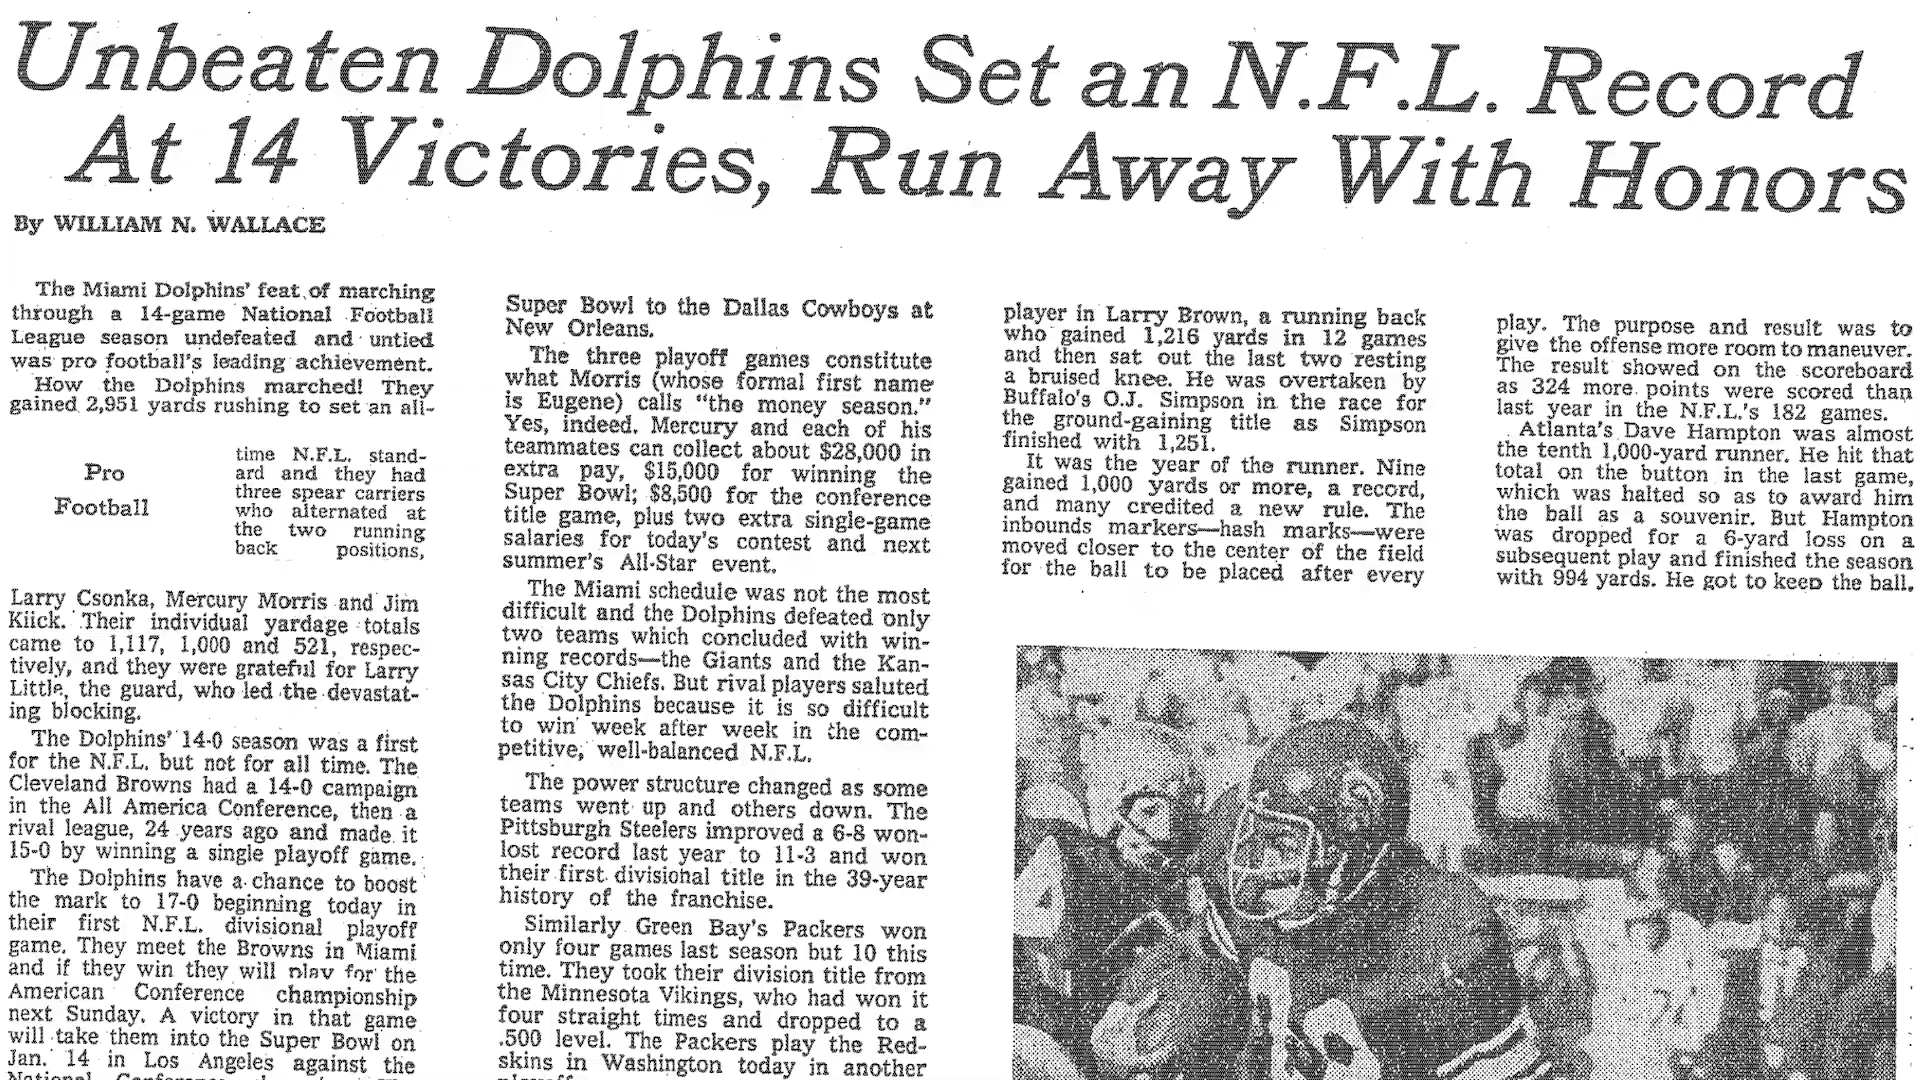 Unbeaten Dolphins Set an N.F.L. Record
At 14 Victories, Run Away With Honors
By WILLIAM N. WALLACE
The Miami Dolphins' feat of marching
through a 14-game National Football
League season undefeated and untied
was pro football's leading achievement.
How the Dolphins marched! They
gained 2,951 yards rushing to set an all-
Pro
Football
time N.F.L. stand-
ard and they had
three spear carriers
who alternated at
the two running
back positions,
Larry Csonka, Mercury Morris and Jim
Kiick. Their individual yardage totals
came to 1,117, 1,000 and 521, respec-
tively, and they were grateful for Larry
Little, the guard, who led the devastat-
ing blocking.
The Dolphins' 14-0 season was a first
for the N.F.L. but not for all time. The
Cleveland Browns had a 14-0 campaign
in the All America Conference, then a
rival league, 24 years ago and made it
15-0 by winning a single playoff game.
The Dolphins have a chance to boost
the mark to 17-0 beginning today in
their first N.F.L. divisional playoff
game. They meet the Browns in Miami
and if they win they will play for the
American Conference championship
next Sunday. A victory in that game
will take them into the Super Bowl on
Jan. 14 in Los Angeles against the
National Conference
Super Bowl to the Dallas Cowboys at
New Orleans.
The three playoff games constitute
what Morris (whose formal first name
is Eugene) calls "the money season."
Yes, indeed. Mercury and each of his
teammates can collect about $28,000 in
extra pay, $15,000 for winning the
Super Bowl; $8,500 for the conference
title game, plus two extra single-game
salaries for today's contest and next
summer's All-Star event.
The Miami schedule was not the most
difficult and the Dolphins defeated only
two teams which concluded with win-
ning records—the Giants and the Kan-
sas City Chiefs. But rival players saluted
the Dolphins because it is so difficult
to win week after week in the com-
petitive, well-balanced N.F.L.
The power structure changed as some
teams went up and others down. The
Pittsburgh Steelers improved a 6-8 won-
lost record last year to 11-3 and won
their first divisional title in the 39-year
history of the franchise.
Similarly Green Bay's Packers won
only four games last season but 10 this
time. They took their division title from
the Minnesota Vikings, who had won it
four straight times and dropped to a
.500 level. The Packers play the Red-
skins in Washington today in another
player in Larry Brown, a running back
who gained 1,216 yards in 12 games
and then sat out the last two resting
a bruised knee. He was overtaken by
Buffalo's O.J. Simpson in the race for
the ground-gaining title as Simpson
finished with 1,251.
It was the year of the runner. Nine
gained 1,000 yards or more, a record,
and many credited a new rule. The
inbounds markers—hash marks—were
moved closer to the center of the field
for the ball to be placed after every
play. The purpose and result was to
give the offense more room to maneuver.
The result showed on the scoreboard
as 324 more points were scored than
last year in the N.F.L.'s 182 games.
Atlanta's Dave Hampton was almost
the tenth 1,000-yard runner. He hit that
total on the button in the last game,
which was halted so as to award him
the ball as a souvenir. But Hampton
was dropped for a 6-yard loss on a
subsequent play and finished the season
with 994 yards. He got to keep the ball.